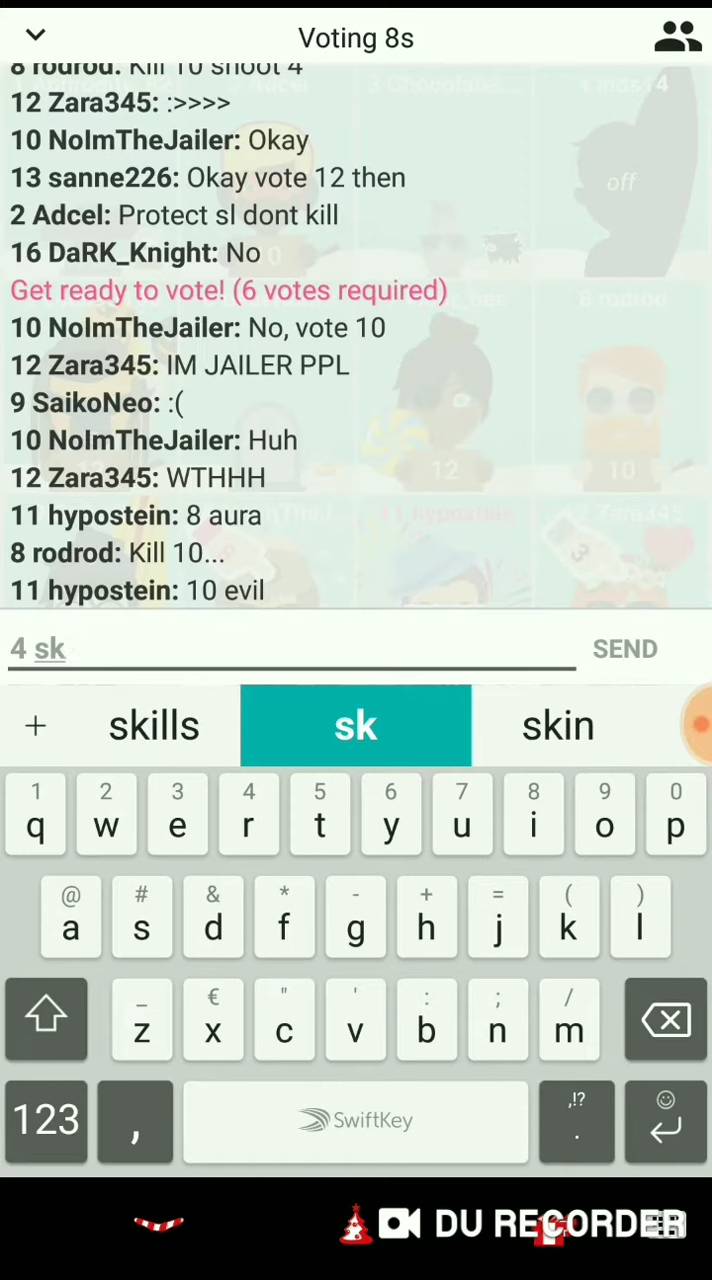 Voting 8s
8 rodrod: Kill 10 shoot 4
12 Zara345: :>>>>
10 NoImTheJailer: Okay
13 sanne226: Okay vote 12 then
2 Adcel: Protect sl dont kill
16 DaRK_Knight: No
Get ready to vote! (6 votes required)
10 NoImTheJailer: No, vote 10
12 Zara345: IM JAILER PPL
9 SaikoNeo: :(
10 NoImTheJailer: Huh
12 Zara345: WTHHH
11 hypostein: 8 aura
8 rodrod: Kill 10...
11 hypostein: 10 evil
off
4 sk
SEND
+ skills sk skin
1 2 3 4 5 6 7 8 9 0
q w e r t y u i o p
@ # & * - + = ( )
a s d f g h j k l
_ € " ' : ; /
z x c v b n m
123 , SwiftKey ,!? .
DU RECORDER